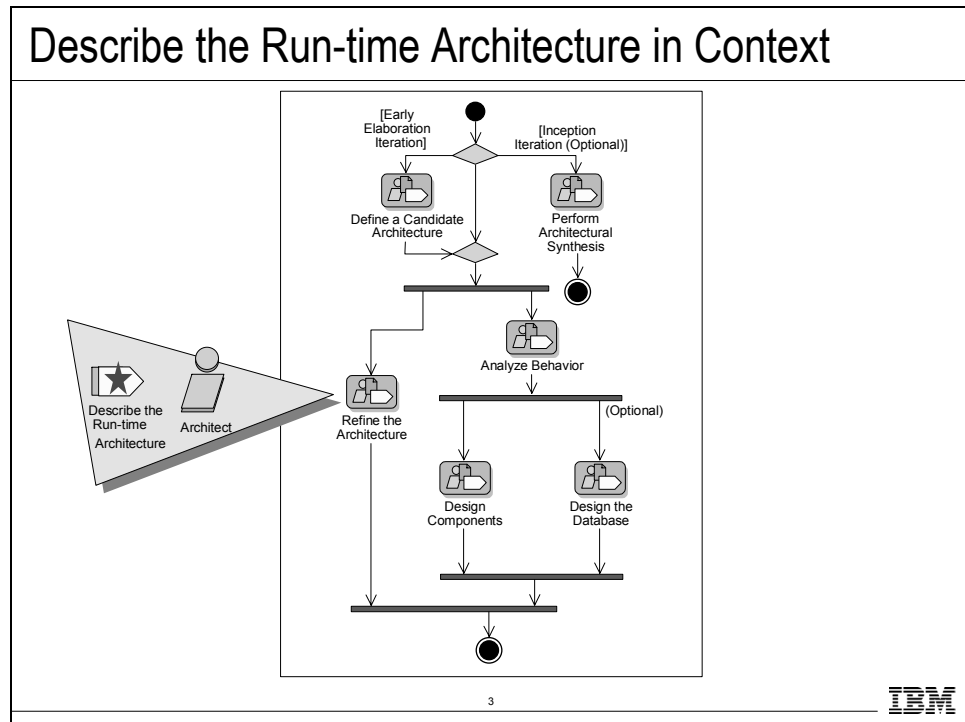 Describe the Run-time Architecture in Context
[Early
Elaboration
Iteration]
[Inception
Iteration (Optional)]
Define a Candidate
Architecture
Perform
Architectural
Synthesis
Analyze Behavior
Describe the
Run-time
Architecture
Architect
Refine the
Architecture
(Optional)
Design
Components
Design the
Database
3
IBM